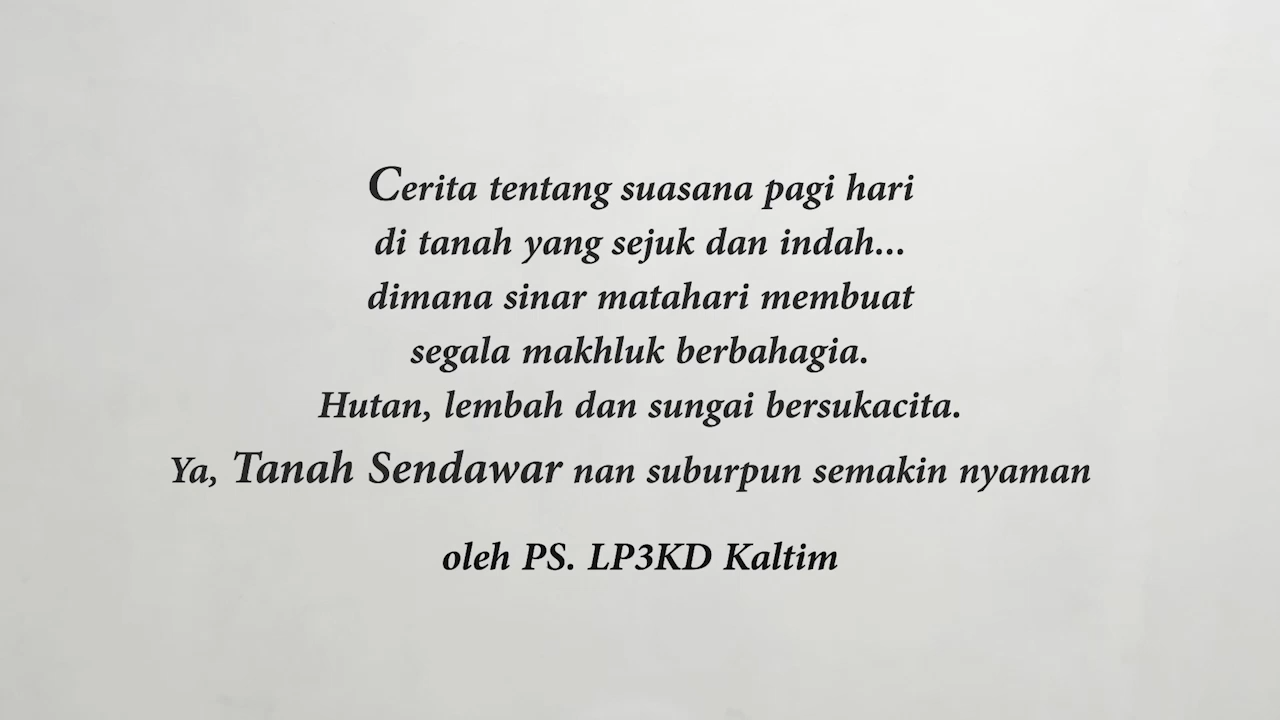 Cerita tentang suasana pagi hari
di tanah yang sejuk dan indah...
dimana sinar matahari membuat
segala makhluk berbahagia.
Hutan, lembah dan sungai bersukacita.
Ya, Tanah Sendawar nan suburpun semakin nyaman
oleh PS. LP3KD Kaltim